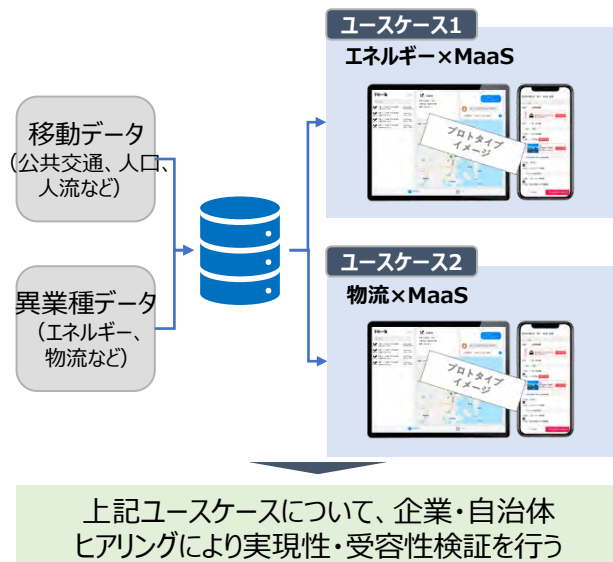 ユースケース1
エネルギー×MaaS
プロトタイプ
イメージ
移動データ
(公共交通、人口、
人流など)
異業種データ
(エネルギー、
物流など)
ユースケース2
物流×MaaS
プロトタイプ
イメージ
上記ユースケースについて、企業・自治体
ヒアリングにより実現性・受容性検証を行う